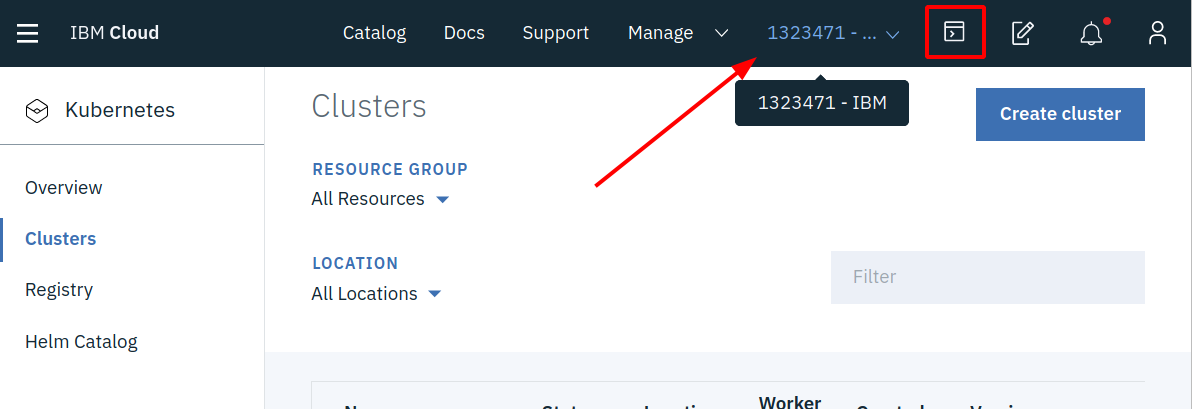 IBM Cloud Catalog Docs Support Manage 1323471 - ...
1323471 - IBM
Kubernetes
Clusters
Create cluster
RESOURCE GROUP
All Resources
Overview
Clusters
LOCATION
All Locations
Filter
Registry
Helm Catalog
Worker